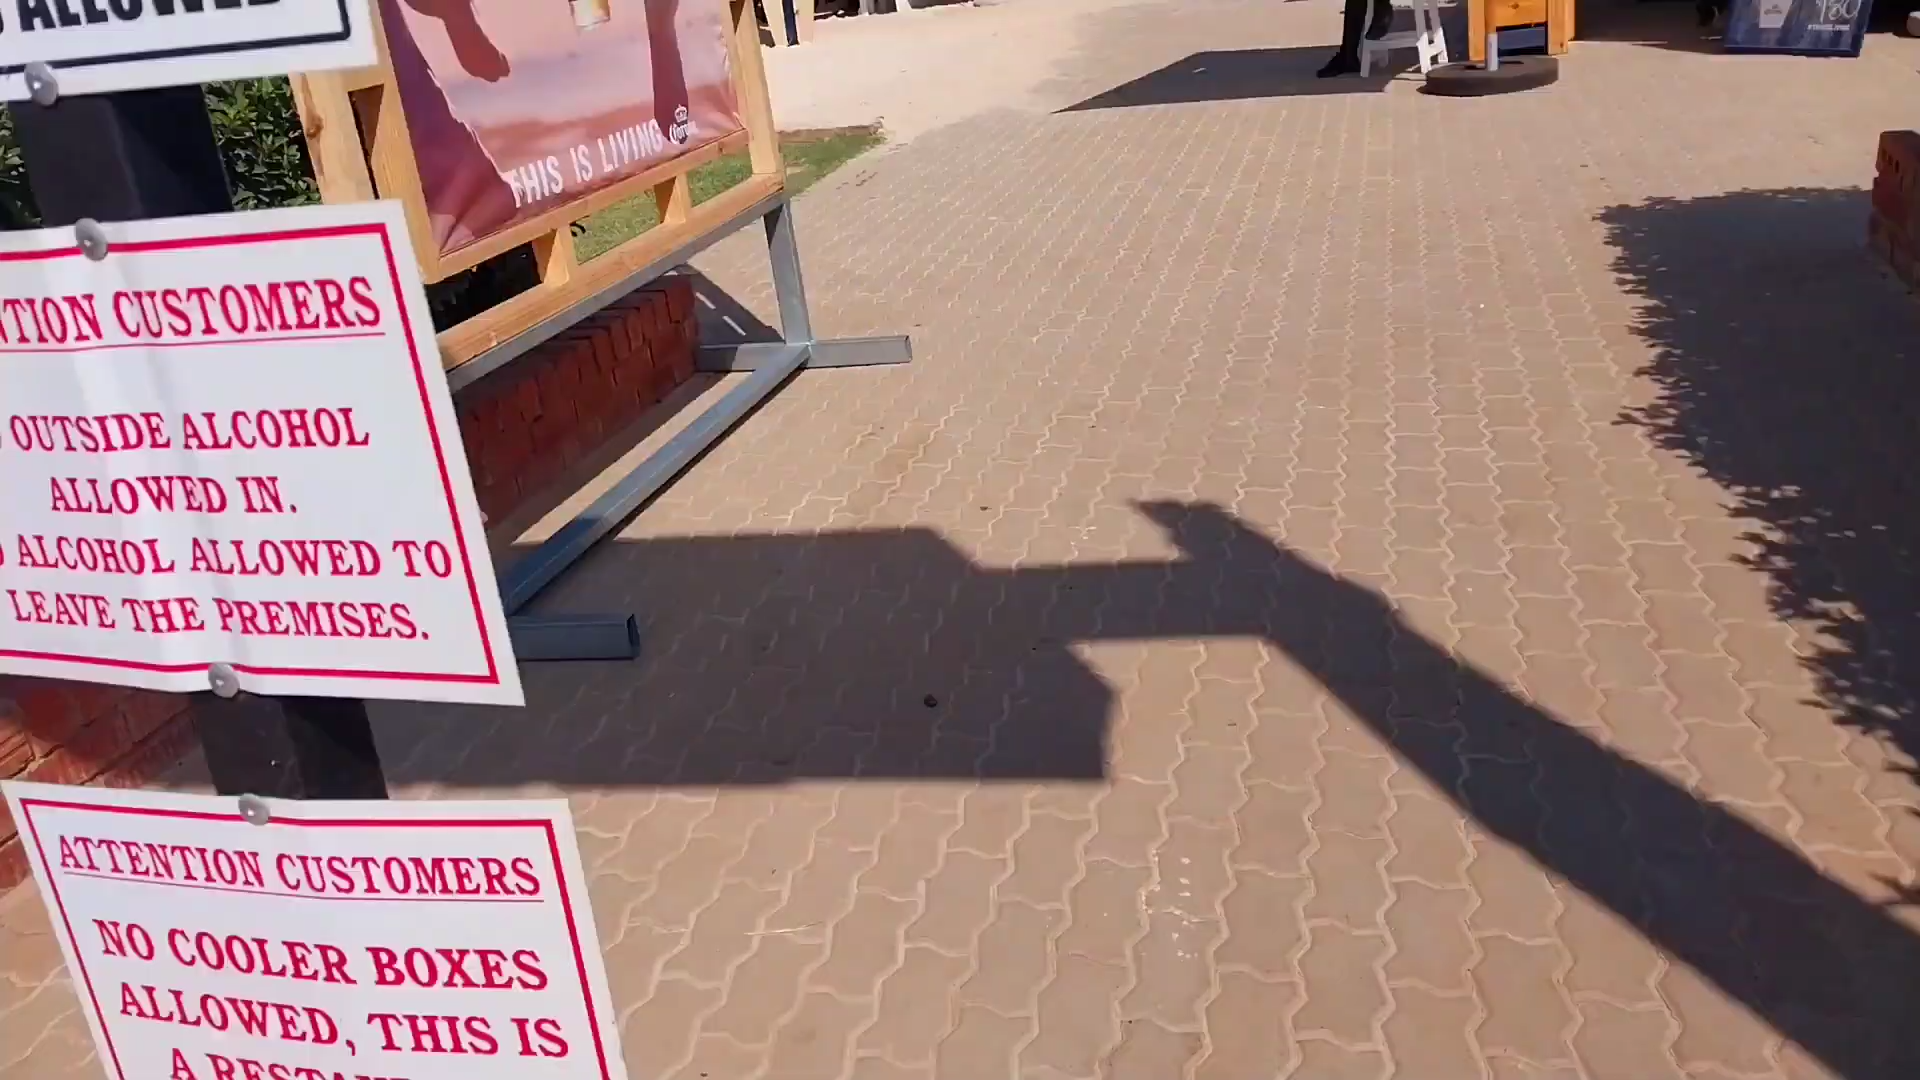 ALLOWED
THIS IS LIVING
Corona
CUSTOMERS
OUTSIDE ALCOHOL
ALLOWED IN.
ALCOHOL ALLOWED TO
LEAVE THE PREMISES.
ATTENTION CUSTOMERS
NO COOLER BOXES
ALLOWED, THIS IS
A